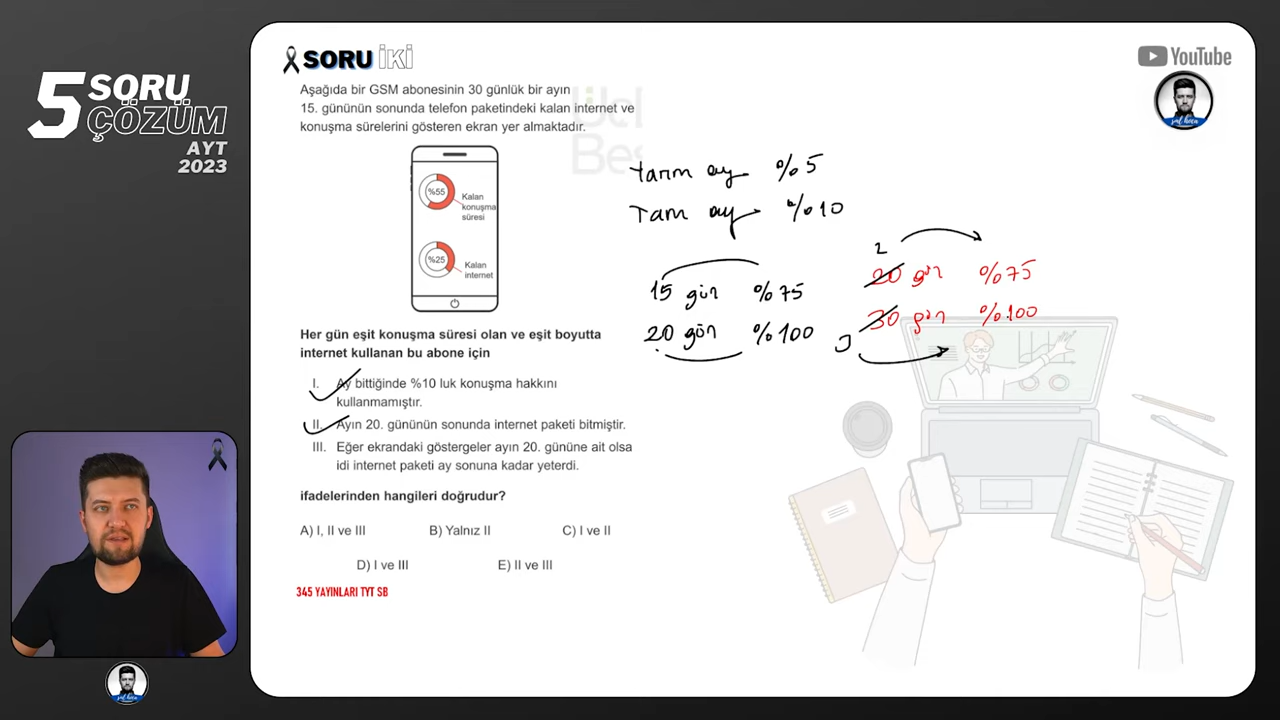 5 SORU
ÇÖZÜM
AYT
2023
SORU İKİ
YouTube
Aşağıda bir GSM abonesinin 30 günlük bir ayın
15. gününün sonunda telefon paketindeki kalan internet ve
konuşma sürelerini gösteren ekran yer almaktadır.
%55
Kalan
konuşma
süresi
%25
Kalan
internet
Yarım ay %5
Tam ay %10
15 gün %75
20 gün %100
2
20 gün %75
30 gün %100
3
Her gün eşit konuşma süresi olan ve eşit boyutta
internet kullanan bu abone için
I. Ay bittiğinde %10 luk konuşma hakkını
kullanmamıştır.
II. Ayın 20. gününün sonunda internet paketi bitmiştir.
III. Eğer ekrandaki göstergeler ayın 20. gününe ait olsa
idi internet paketi ay sonuna kadar yeterdi.
ifadelerinden hangileri doğrudur?
A) I, II ve III B) Yalnız II C) I ve II
D) I ve III E) II ve III
345 YAYINLARI TYT SB